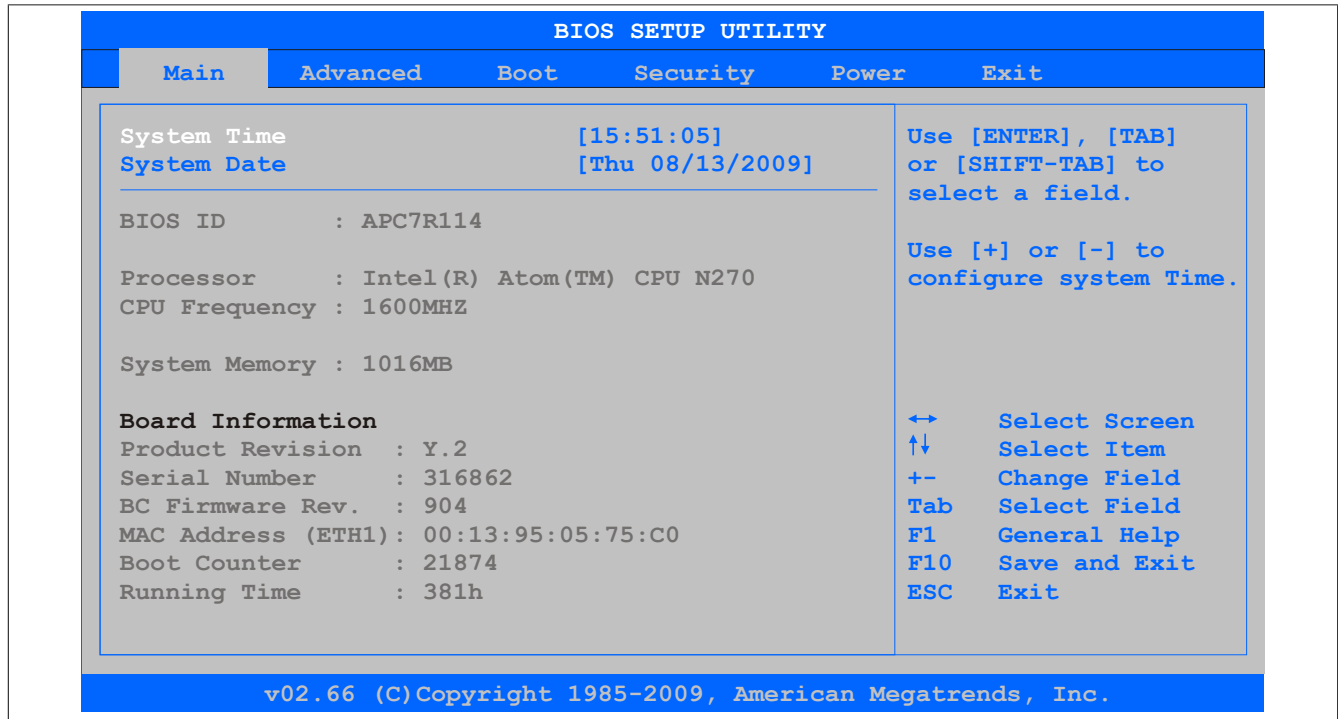 BIOS SETUP UTILITY
Main Advanced Boot Security Power Exit
System Time [15:51:05]
System Date [Thu 08/13/2009]
BIOS ID : APC7R114
Processor : Intel(R) Atom(TM) CPU N270
CPU Frequency : 1600MHZ
System Memory : 1016MB
Board Information
Product Revision : Y.2
Serial Number : 316862
BC Firmware Rev. : 904
MAC Address (ETH1): 00:13:95:05:75:C0
Boot Counter : 21874
Running Time : 381h
Use [ENTER], [TAB]
or [SHIFT-TAB] to
select a field.
Use [+] or [-] to
configure system Time.
↔ Select Screen
↑↓ Select Item
+- Change Field
Tab Select Field
F1 General Help
F10 Save and Exit
ESC Exit
v02.66 (C)Copyright 1985-2009, American Megatrends, Inc.